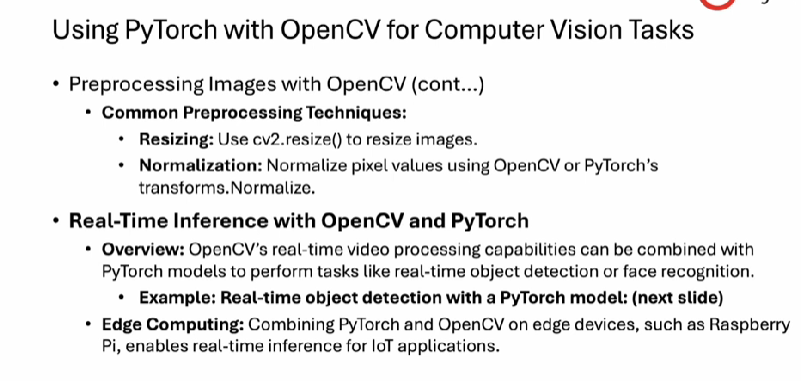 Using PyTorch with OpenCV for Computer Vision Tasks
• Preprocessing Images with OpenCV (cont...)
• Common Preprocessing Techniques:
• Resizing: Use cv2.resize() to resize images.
• Normalization: Normalize pixel values using OpenCV or PyTorch's
transforms.Normalize.
• Real-Time Inference with OpenCV and PyTorch
• Overview: OpenCV's real-time video processing capabilities can be combined with
PyTorch models to perform tasks like real-time object detection or face recognition.
• Example: Real-time object detection with a PyTorch model: (next slide)
• Edge Computing: Combining PyTorch and OpenCV on edge devices, such as Raspberry
Pi, enables real-time inference for IoT applications.